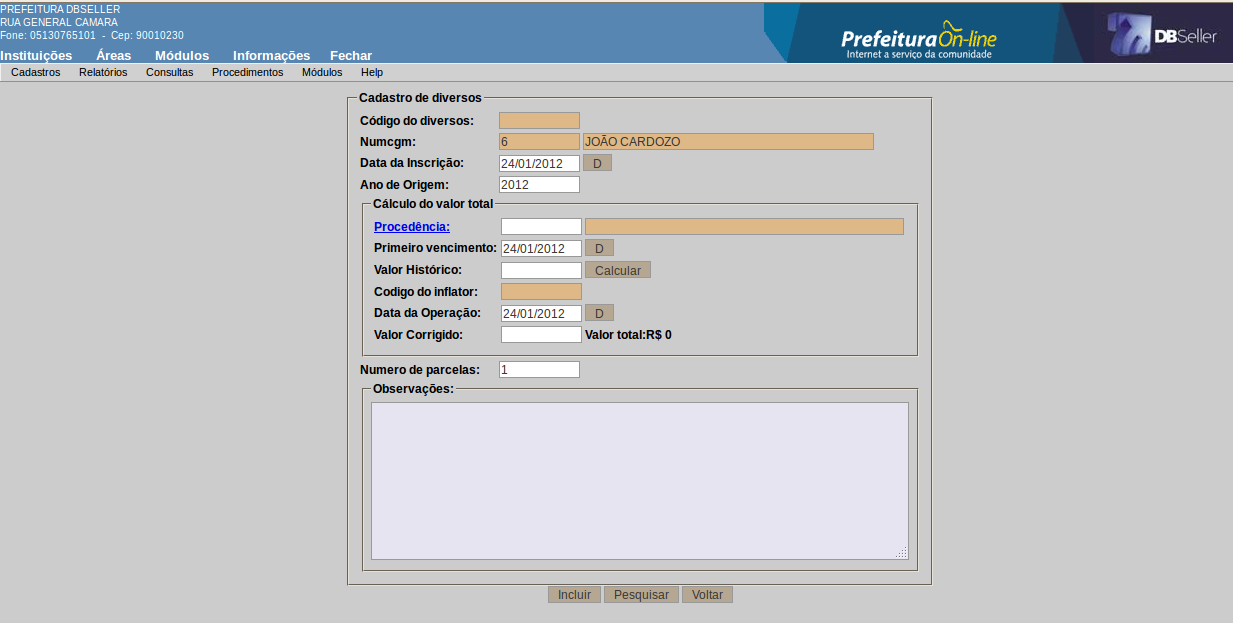 PREFEITURA DBSELLER
RUA GENERAL CAMARA
Fone: 05130765101 - Cep: 90010230
PrefeituraOn-line
Internet a serviço da comunidade
DBSeller
Instituições Áreas Módulos Informações Fechar
Cadastros Relatórios Consultas Procedimentos Módulos Help
Cadastro de diversos
Código do diversos:
Numcgm: 6 JOÃO CARDOZO
Data da Inscrição: 24/01/2012 D
Ano de Origem: 2012
Cálculo do valor total
Procedência:
Primeiro vencimento: 24/01/2012 D
Valor Histórico: Calcular
Codigo do inflator:
Data da Operação: 24/01/2012 D
Valor Corrigido: Valor total:R$ 0
Numero de parcelas: 1
Observações:
Incluir Pesquisar Voltar